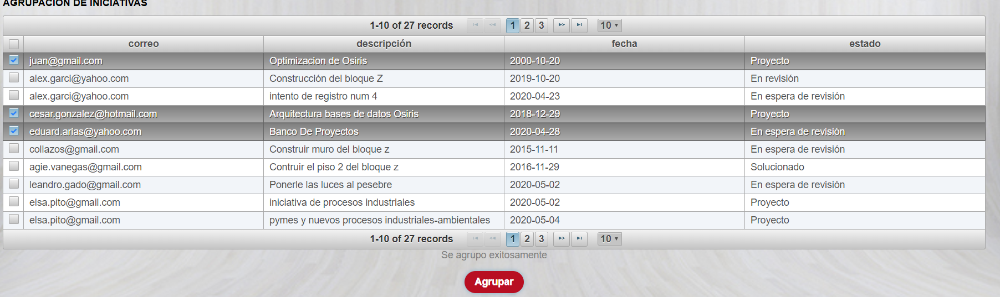 AGRUPACION DE INICIATIVAS
1-10 of 27 records 1 2 3 10
correo descripción fecha estado
juan@gmail.com Optimizacion de Osiris 2000-10-20 Proyecto
alex.garci@yahoo.com Construcción del bloque Z 2019-10-20 En revisión
alex.garci@yahoo.com intento de registro num 4 2020-04-23 En espera de revisión
cesar.gonzalez@hotmail.com Arquitectura bases de datos Osiris 2018-12-29 Proyecto
eduard.arias@yahoo.com Banco De Proyectos 2020-04-28 En espera de revisión
collazos@gmail.com Construir muro del bloque z 2015-11-11 En espera de revisión
agie.vanegas@gmail.com Contruir el piso 2 del bloque z 2016-11-29 Solucionado
leandro.gado@gmail.com Ponerle las luces al pesebre 2020-05-02 En espera de revisión
elsa.pito@gmail.com iniciativa de procesos industriales 2020-05-02 Proyecto
elsa.pito@gmail.com pymes y nuevos procesos industriales-ambientales 2020-05-04 Proyecto
1-10 of 27 records 1 2 3 10
Se agrupo exitosamente
Agrupar